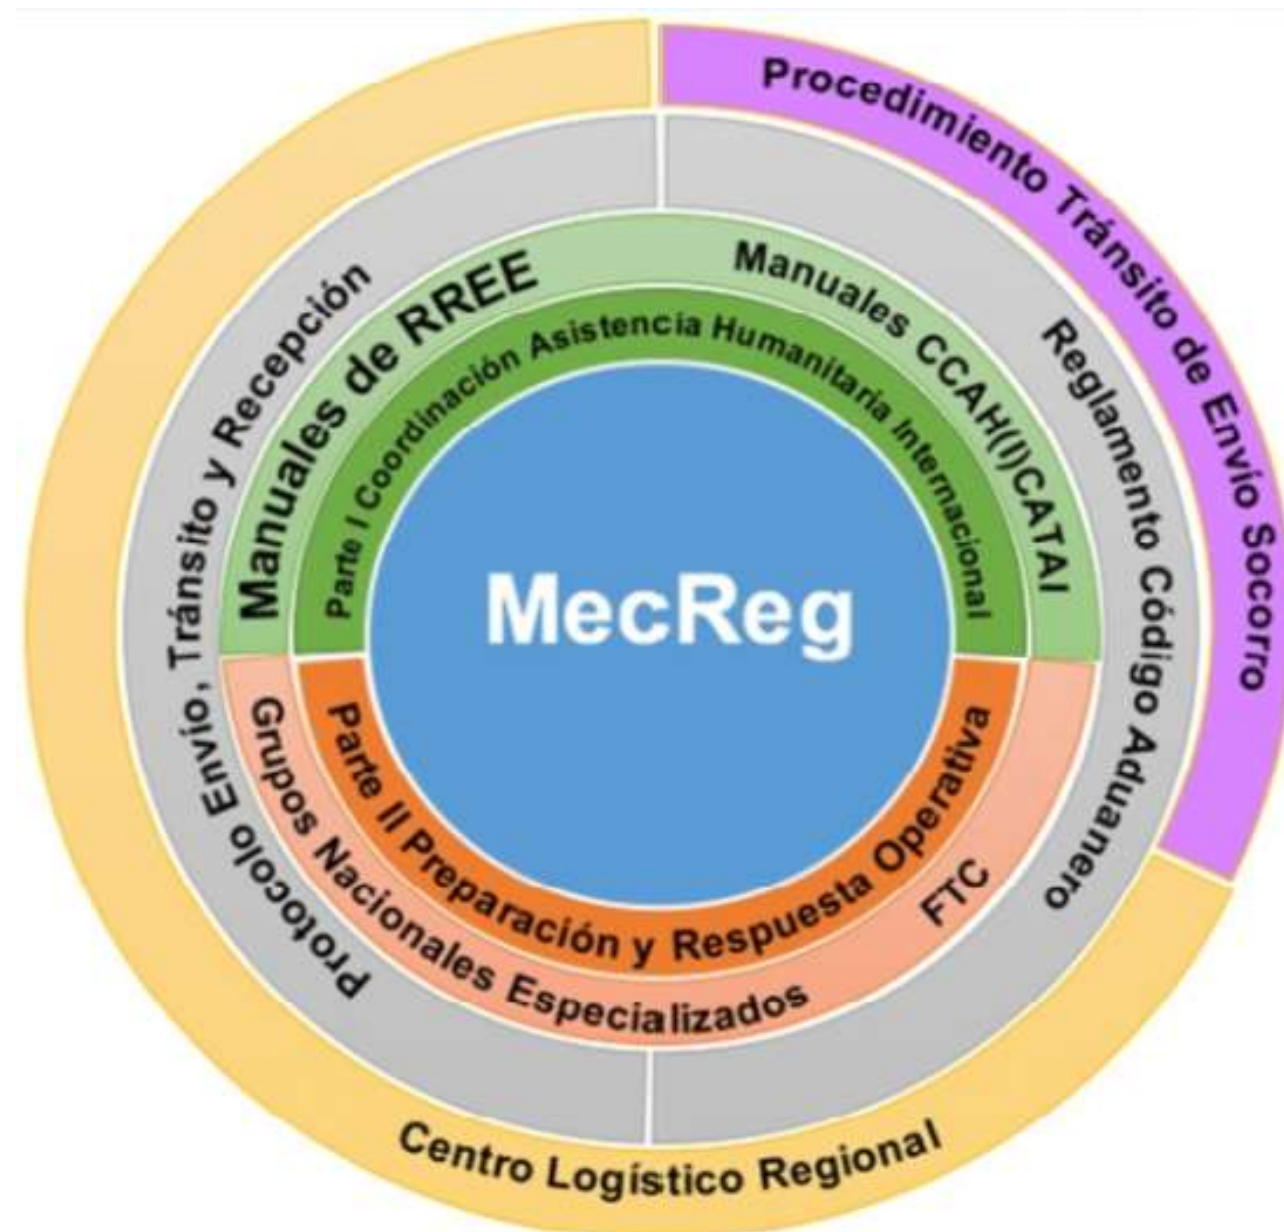 Procedimiento Tránsito de Envío Socorro
Protocolo Envío, Tránsito y Recepción
Reglamento Código Aduanero
Manuales de RREE
Manuales CCAH(I)CATAI
Parte I Coordinación Asistencia Humanitaria Internacional
MecReg
Parte II Preparación y Respuesta Operativa
Grupos Nacionales Especializados
FTC
Centro Logístico Regional